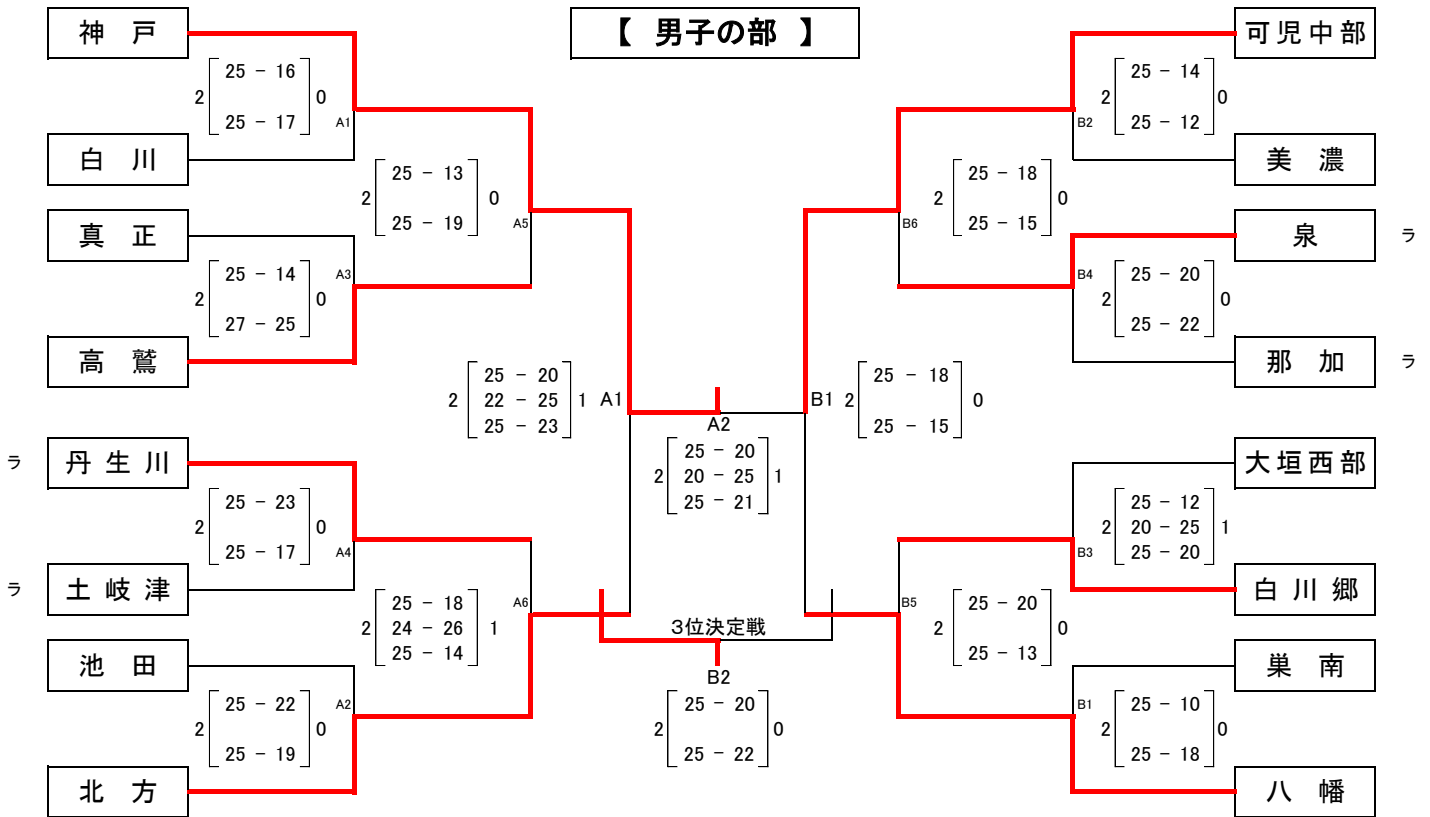 【 男子の部 】
神 戸
2 25 - 16 0
25 - 17
A1
白 川
2 25 - 13 0
25 - 19
A5
真 正
2 25 - 14 0
27 - 25
A3
高 鷲
2 25 - 20 1
22 - 25
25 - 23
A1
ラ 丹 生 川
2 25 - 23 0
25 - 17
A4
ラ 土 岐 津
2 25 - 18 1
24 - 26
25 - 14
A6
池 田
2 25 - 22 0
25 - 19
A2
北 方
A2
2 25 - 20 1
20 - 25
25 - 21
3位決定戦
B2
2 25 - 20 0
25 - 22
可児中部
2 25 - 14 0
25 - 12
B2
美 濃
2 25 - 18 0
25 - 15
B6
泉 ラ
2 25 - 20 0
25 - 22
B4
那 加 ラ
B1 2 25 - 18 0
25 - 15
大垣西部
2 25 - 12 1
20 - 25
25 - 20
B3
白 川 郷
2 25 - 20 0
25 - 13
B5
巣 南
2 25 - 10 0
25 - 18
B1
八 幡